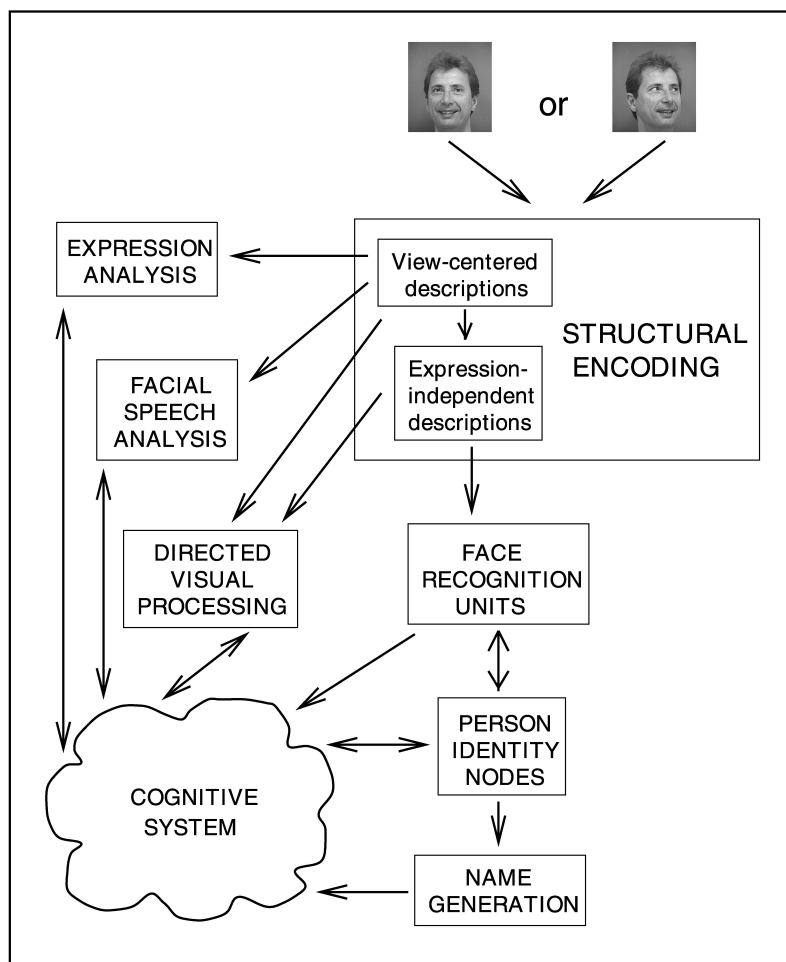 or
EXPRESSION
ANALYSIS
View-centered
descriptions
STRUCTURAL
ENCODING
Expression-
independent
descriptions
FACIAL
SPEECH
ANALYSIS
DIRECTED
VISUAL
PROCESSING
FACE
RECOGNITION
UNITS
PERSON
IDENTITY
NODES
COGNITIVE
SYSTEM
NAME
GENERATION